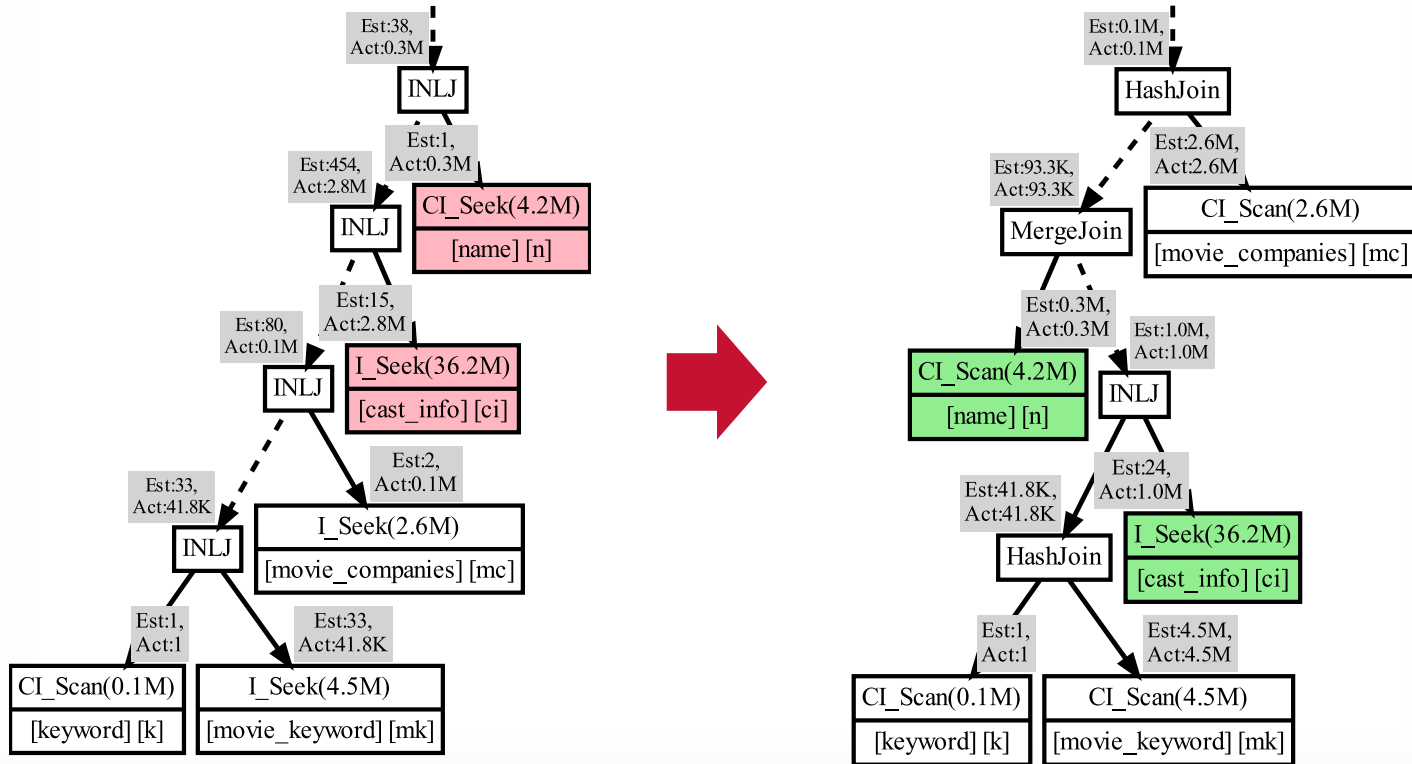 Est:38,
Act:0.3M
INLJ
Est:1,
Act:0.3M
Est:454,
Act:2.8M
CI_Seek(4.2M)
[name] [n]
INLJ
Est:15,
Act:2.8M
Est:80,
Act:0.1M
I_Seek(36.2M)
[cast_info] [ci]
INLJ
Est:2,
Act:0.1M
Est:33,
Act:41.8K
I_Seek(2.6M)
[movie_companies] [mc]
INLJ
Est:1,
Act:1
Est:33,
Act:41.8K
CI_Scan(0.1M)
[keyword] [k]
I_Seek(4.5M)
[movie_keyword] [mk]
Est:0.1M,
Act:0.1M
HashJoin
Est:2.6M,
Act:2.6M
Est:93.3K,
Act:93.3K
CI_Scan(2.6M)
[movie_companies] [mc]
MergeJoin
Est:0.3M,
Act:0.3M
Est:1.0M,
Act:1.0M
CI_Scan(4.2M)
[name] [n]
INLJ
Est:24,
Act:1.0M
Est:41.8K,
Act:41.8K
I_Seek(36.2M)
[cast_info] [ci]
HashJoin
Est:1,
Act:1
Est:4.5M,
Act:4.5M
CI_Scan(0.1M)
[keyword] [k]
CI_Scan(4.5M)
[movie_keyword] [mk]